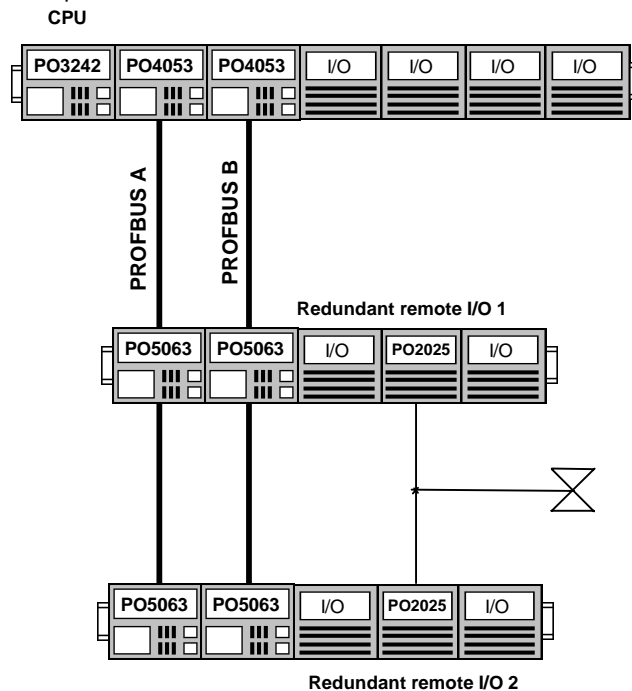 CPU
PO3242 PO4053 PO4053 I/O I/O I/O I/O
PROFBUS A
PROFBUS B
Redundant remote I/O 1
PO5063 PO5063 I/O PO2025 I/O
PO5063 PO5063 I/O PO2025 I/O
Redundant remote I/O 2